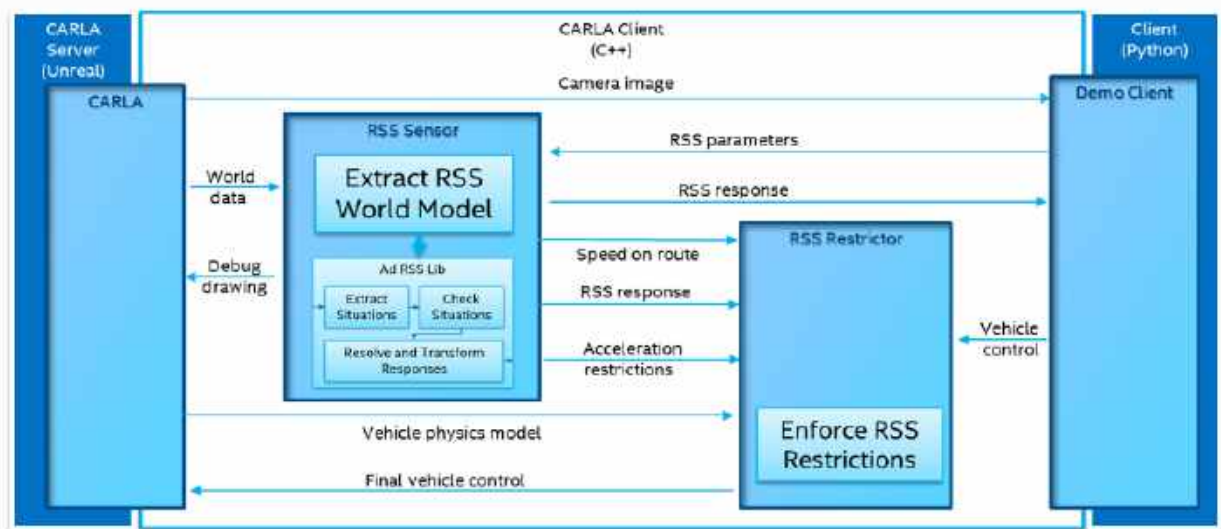 CARLA
Server
(Unreal)
CARLA Client
(C++)
Client
(Python)
CARLA
Camera image
Demo Client
RSS Sensor
RSS parameters
Extract RSS
World Model
World
data
RSS response
RSS Restrictor
Speed on route
Debug
drawing
Ad RSS Lib
Extract
Situations
Check
Situations
RSS response
Resolve and Transform
Responses
Acceleration
restrictions
Vehicle
control
Vehicle physics model
Enforce RSS
Restrictions
Final vehicle control